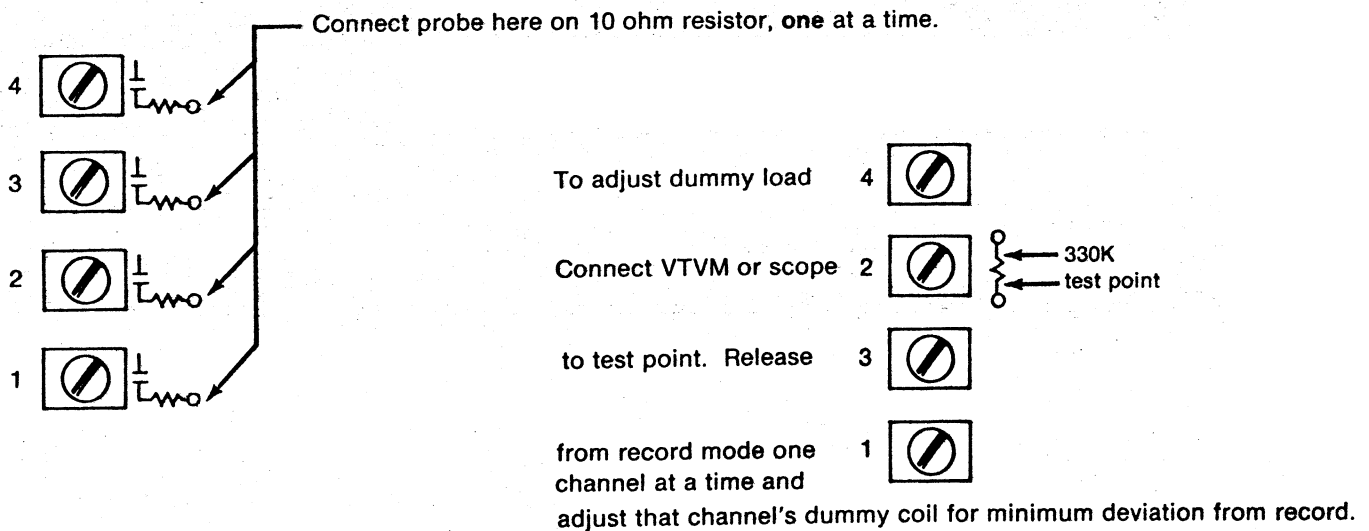 Connect probe here on 10 ohm resistor, one at a time.
4
3
2
1
To adjust dummy load 4
Connect VTVM or scope 2
330K
test point
to test point. Release 3
from record mode one 1
channel at a time and
adjust that channel's dummy coil for minimum deviation from record.